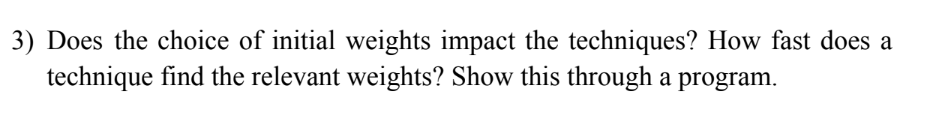 3) Does the choice of initial weights impact the techniques? How fast does a
technique find the relevant weights? Show this through a program.